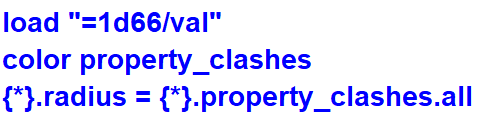 load "=1d66/val"
color property_clashes
{*}.radius = {*}.property_clashes.all